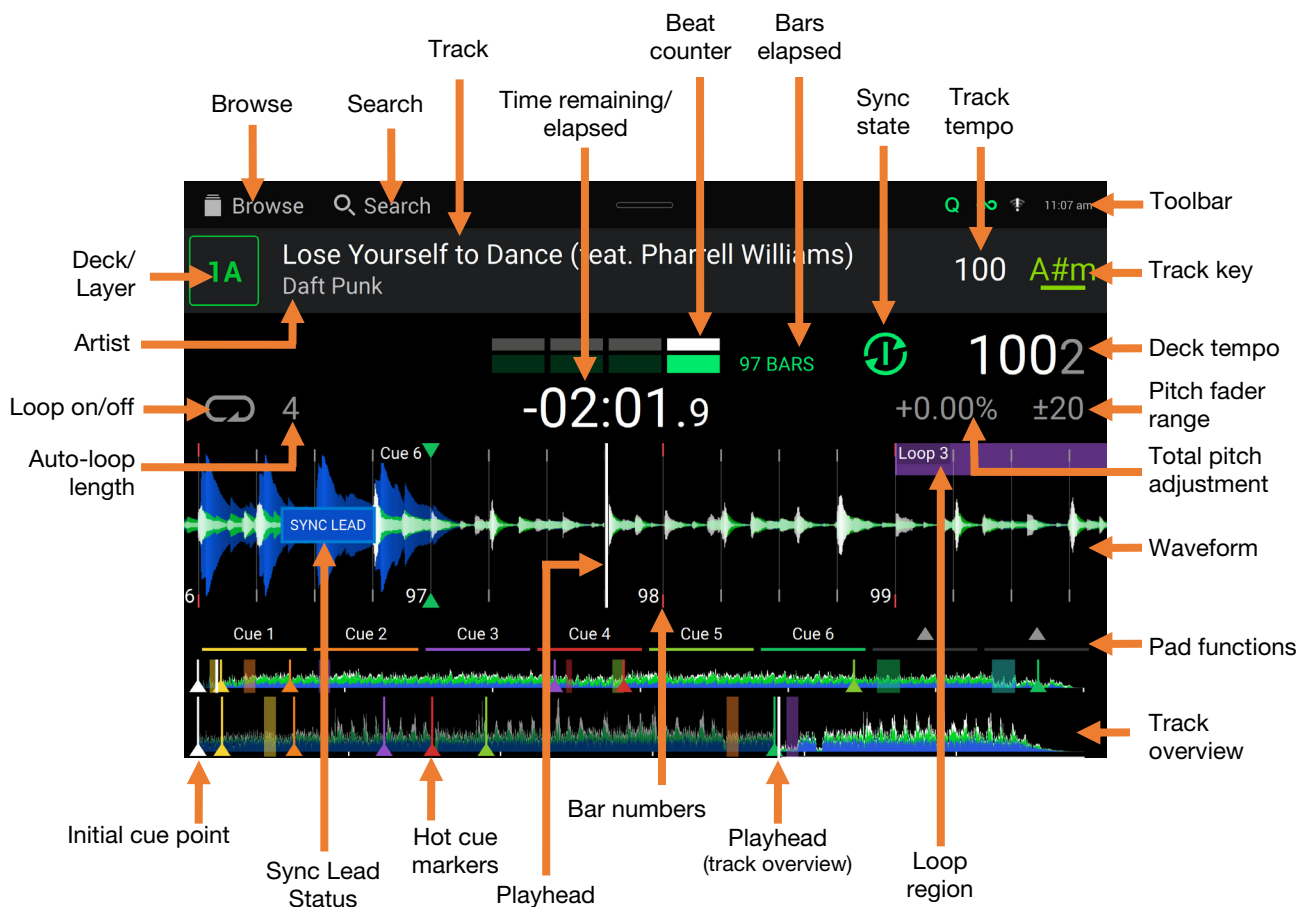 Beat
counter
Bars
elapsed
Track
Browse
Search
Time remaining/
elapsed
Sync
state
Track
tempo
Browse
Search
Q
11:07 am
Toolbar
Deck/
Layer
1A
Lose Yourself to Dance (feat. Pharrell Williams)
Daft Punk
100
A#m
Track key
Artist
97 BARS
1002
Deck tempo
Loop on/off
4
-02:01.9
+0.00%
±20
Pitch fader
range
Auto-loop
length
Cue 6
Loop 3
Total pitch
adjustment
SYNC LEAD
Waveform
6
97
98
99
Cue 1
Cue 2
Cue 3
Cue 4
Cue 5
Cue 6
Pad functions
Track
overview
Initial cue point
Sync Lead
Status
Hot cue
markers
Playhead
Bar numbers
Playhead
(track overview)
Loop
region